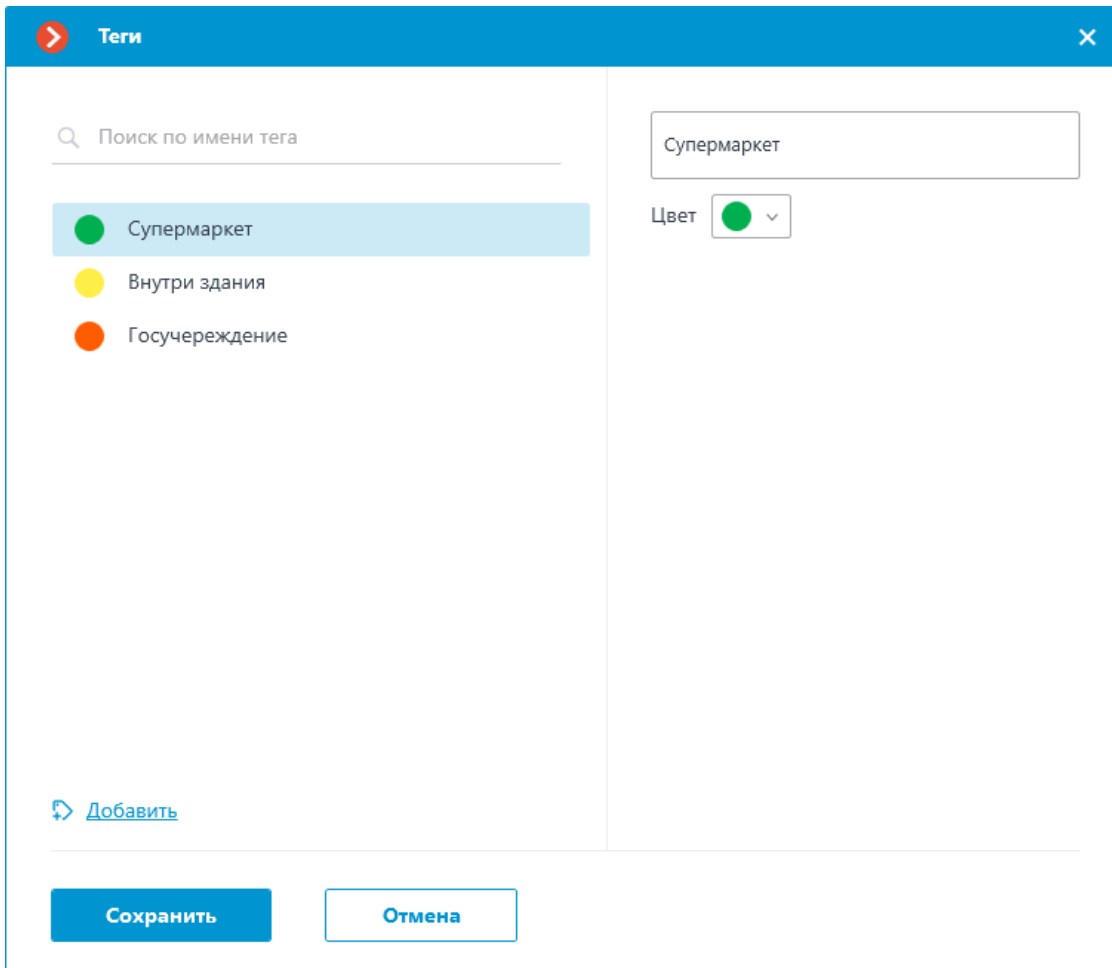 Теги
Поиск по имени тега
Супермаркет
Внутри здания
Госучереждение
Добавить
Супермаркет
Цвет
Сохранить
Отмена